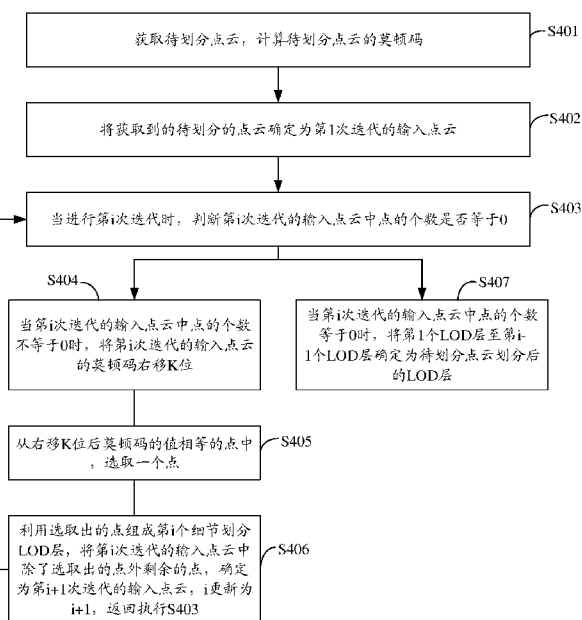 获取待划分点云，计算待划分点云的莫顿码
S401
将获取到的待划分的点云确定为第1次迭代的输入点云
S402
当进行第i次迭代时，判断第i次迭代的输入点云中点的个数是否等于0
S403
S404
当第i次迭代的输入点云中点的个数
不等于0时，将第i次迭代的输入点云
的莫顿码右移K位
S407
当第i次迭代的输入点云中点的个数
等于0时，将第1个LOD层至第i-
1个LOD层确定为待划分点云划分后
的LOD层
从右移K位后莫顿码的值相等的点中
，选取一个点
S405
利用选取出的点组成第i个细节划分
LOD层，将第i次迭代的输入点云中
除了选取出的点外剩余的点，确定
为第i+1次迭代的输入点云，i更新为
i+1，返回执行S403
S406